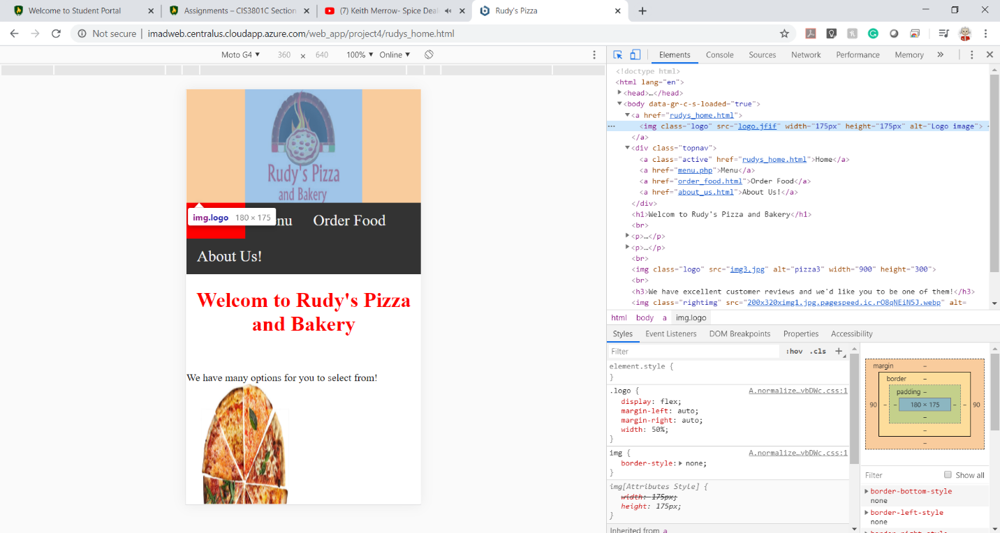 Welcome to Student Portal
Assignments – CIS3801C Section
(7) Keith Merrow- Spice Deal
Rudy's Pizza
Not secure | imadweb.centralus.cloudapp.azure.com/web_app/project4/rudys_home.html
Moto G4 ▼ 360 × 640 100% ▼ Online ▼
Elements Console Sources Network Performance Memory »
<!doctype html>
<html lang="en">
<head>…</head>
<body data-gr-c-s-loaded="true">
<a href="rudys_home.html">
<img class="logo" src="logo.jfif" width="175px" height="175px" alt="Logo image">
</a>
<div class="topnav">
<a class="active" href="rudys_home.html">Home</a>
<a href="menu.php">Menu</a>
<a href="order_food.html">Order Food</a>
<a href="about_us.html">About Us!</a>
</div>
<h1>Welcom to Rudy's Pizza and Bakery</h1>
<br>
<p>…</p>
<p>…</p>
<br>
<img class="logo" src="img3.jpg" alt="pizza3" width="900" height="300">
<br>
<h3>We have excellent customer reviews and we'd like you to be one of them!</h3>
<img class="rightimg" src="200x320ximg1.jpg.pagespeed.ic.rO8qNEiN5J.webp" alt=
html body a img.logo
Rudy's Pizza
and Bakery
img.logo 180 × 175
enu
Order Food
About Us!
Welcom to Rudy's Pizza
and Bakery
We have many options for you to select from!
Styles Event Listeners DOM Breakpoints Properties Accessibility
Filter :hov .cls +
element.style {
}
.logo { A.normalize…vbDWc.css:1
display: flex;
margin-left: auto;
margin-right: auto;
width: 50%;
}
img { A.normalize…vbDWc.css:1
border-style: none;
}
img[Attributes Style] {
width: 175px;
height: 175px;
}
Inherited from a
margin –
border –
padding –
90 – – 180 × 175 – – 90
–
–
–
Filter Show all
border-bottom-style
none
border-left-style
none